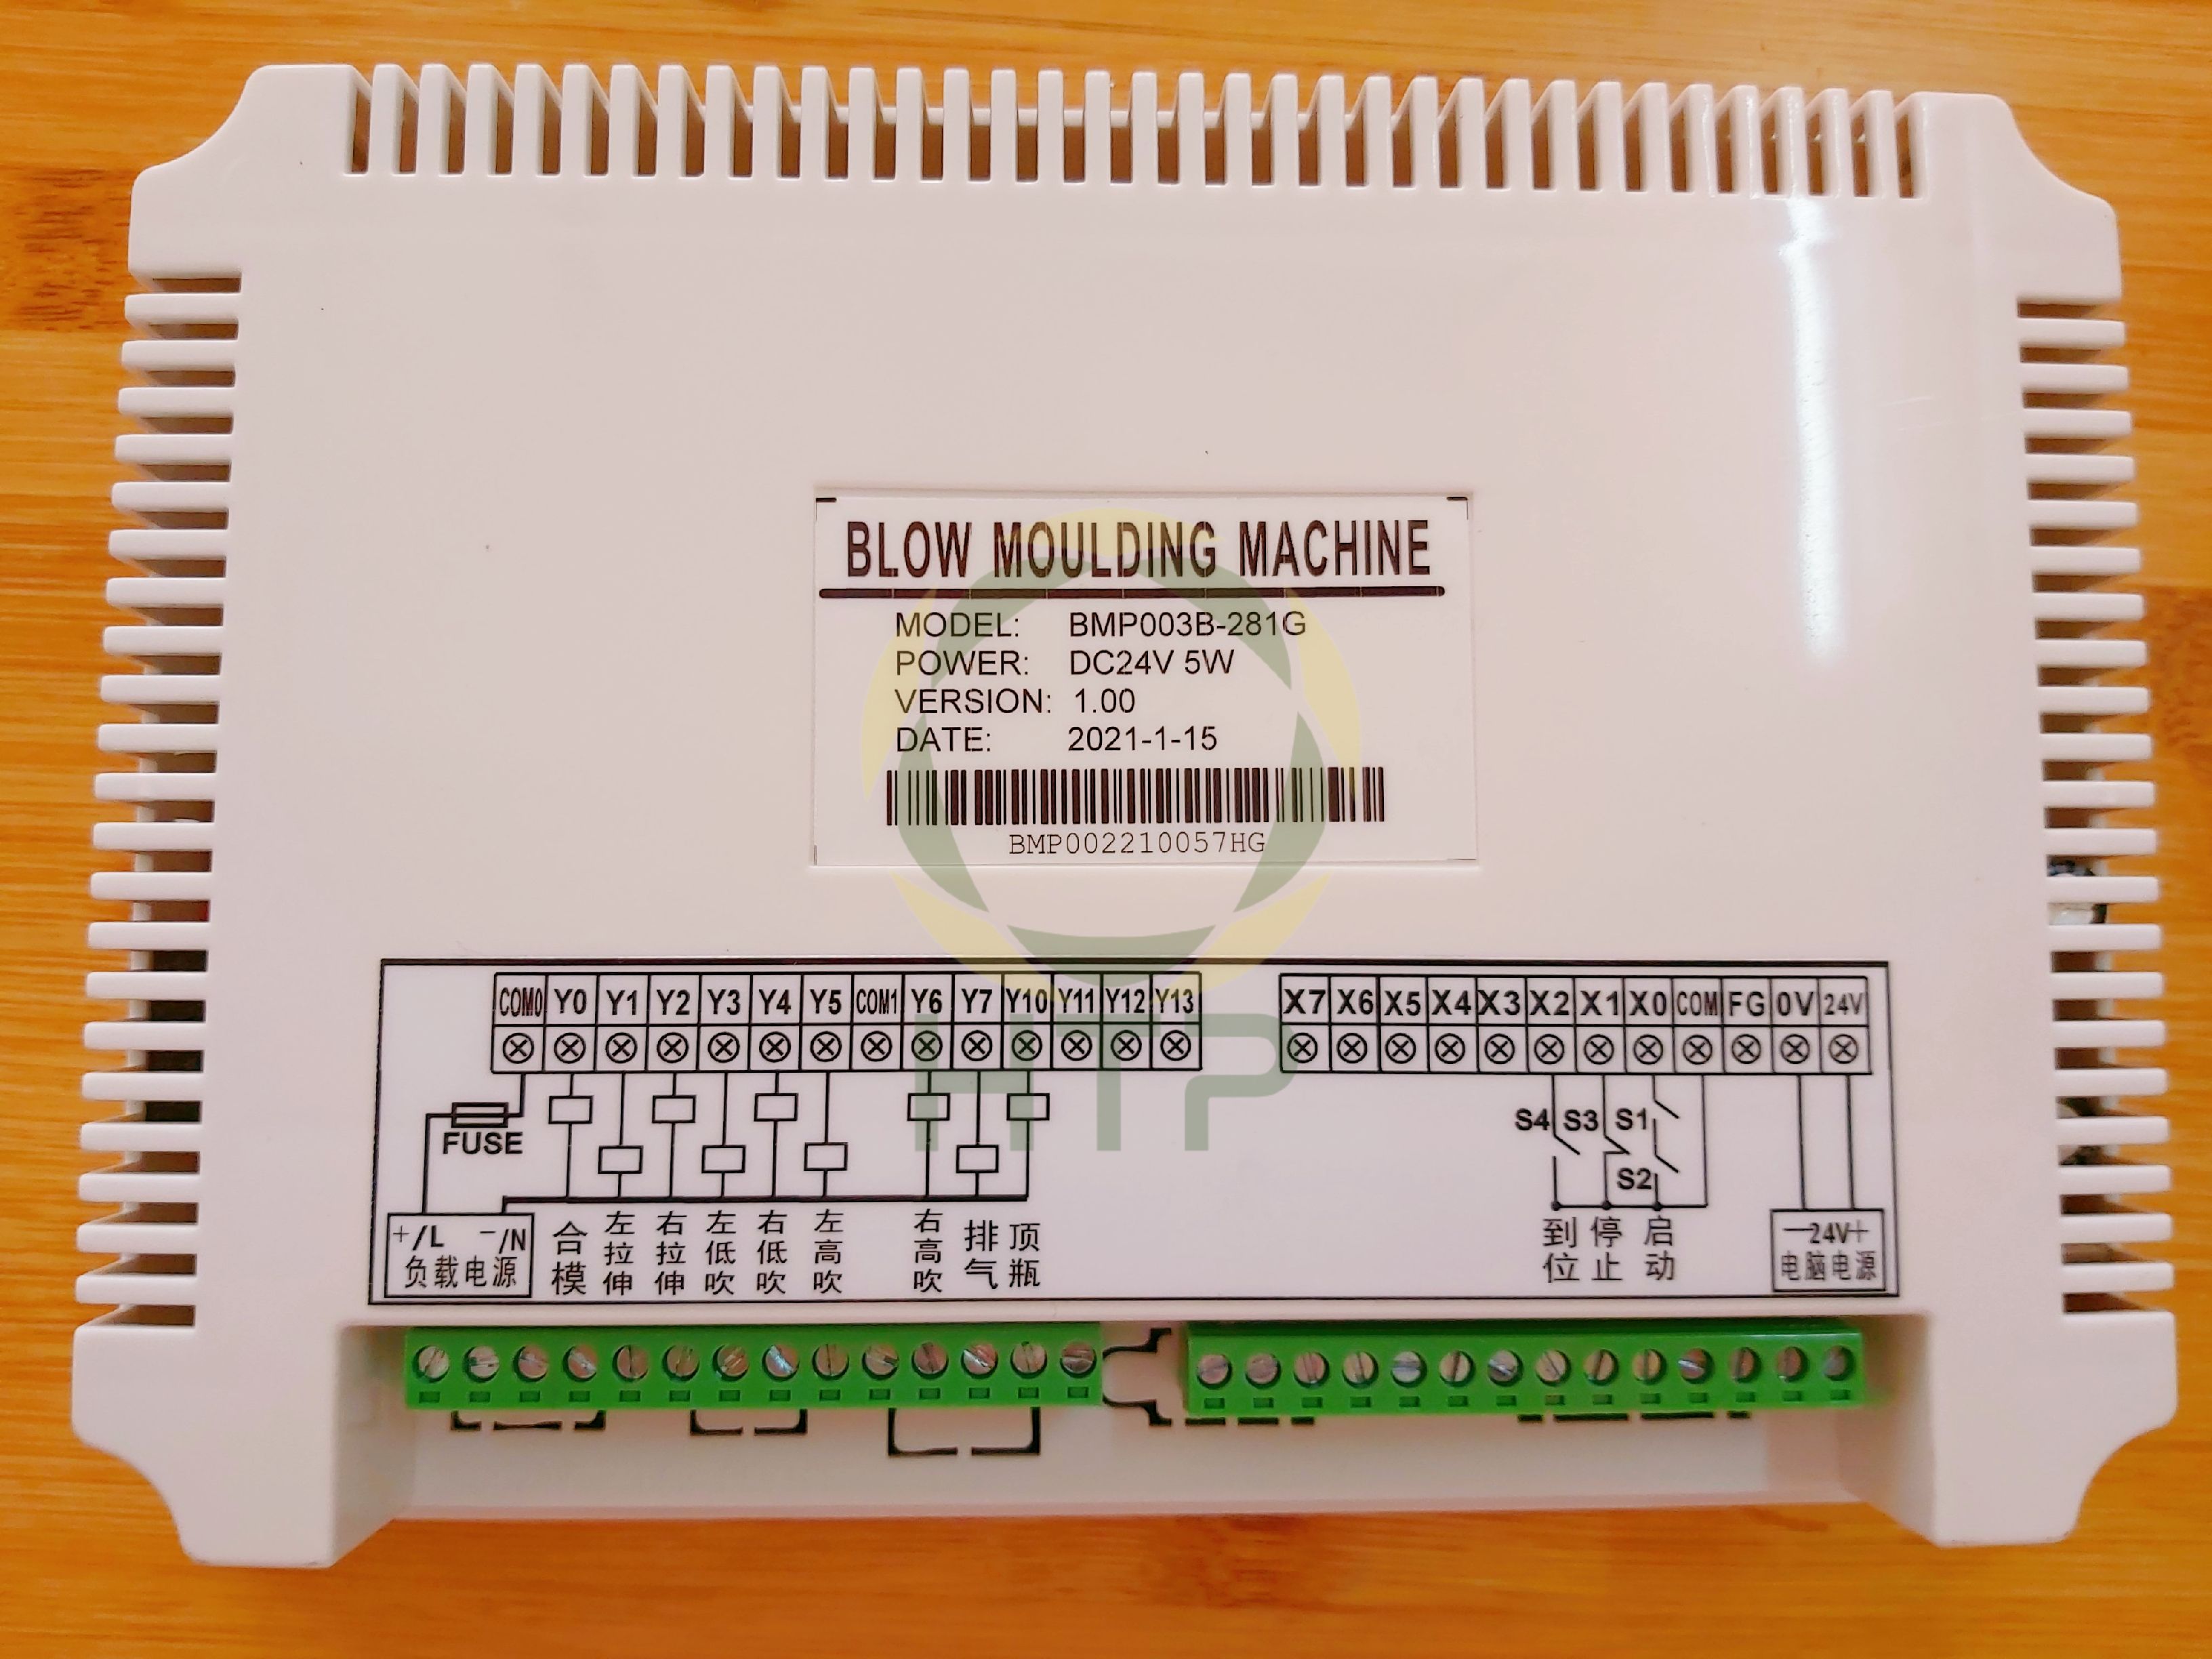 BLOW MOULDING MACHINE
MODEL: BMP003B-281G
POWER: DC24V 5W
VERSION: 1.00
DATE: 2021-1-15
BMP002210057HG
HTP
COM0 Y0 Y1 Y2 Y3 Y4 Y5 COM1 Y6 Y7 Y10 Y11 Y12 Y13
FUSE
+/L −/N
负载电源
合模
左拉伸
右拉伸
左低吹
右低吹
左高吹
右高吹
排气
顶瓶
X7 X6 X5 X4 X3 X2 X1 X0 COM FG 0V 24V
S4 S3 S1
S2
到位
停止
启动
−24V+
电脑电源